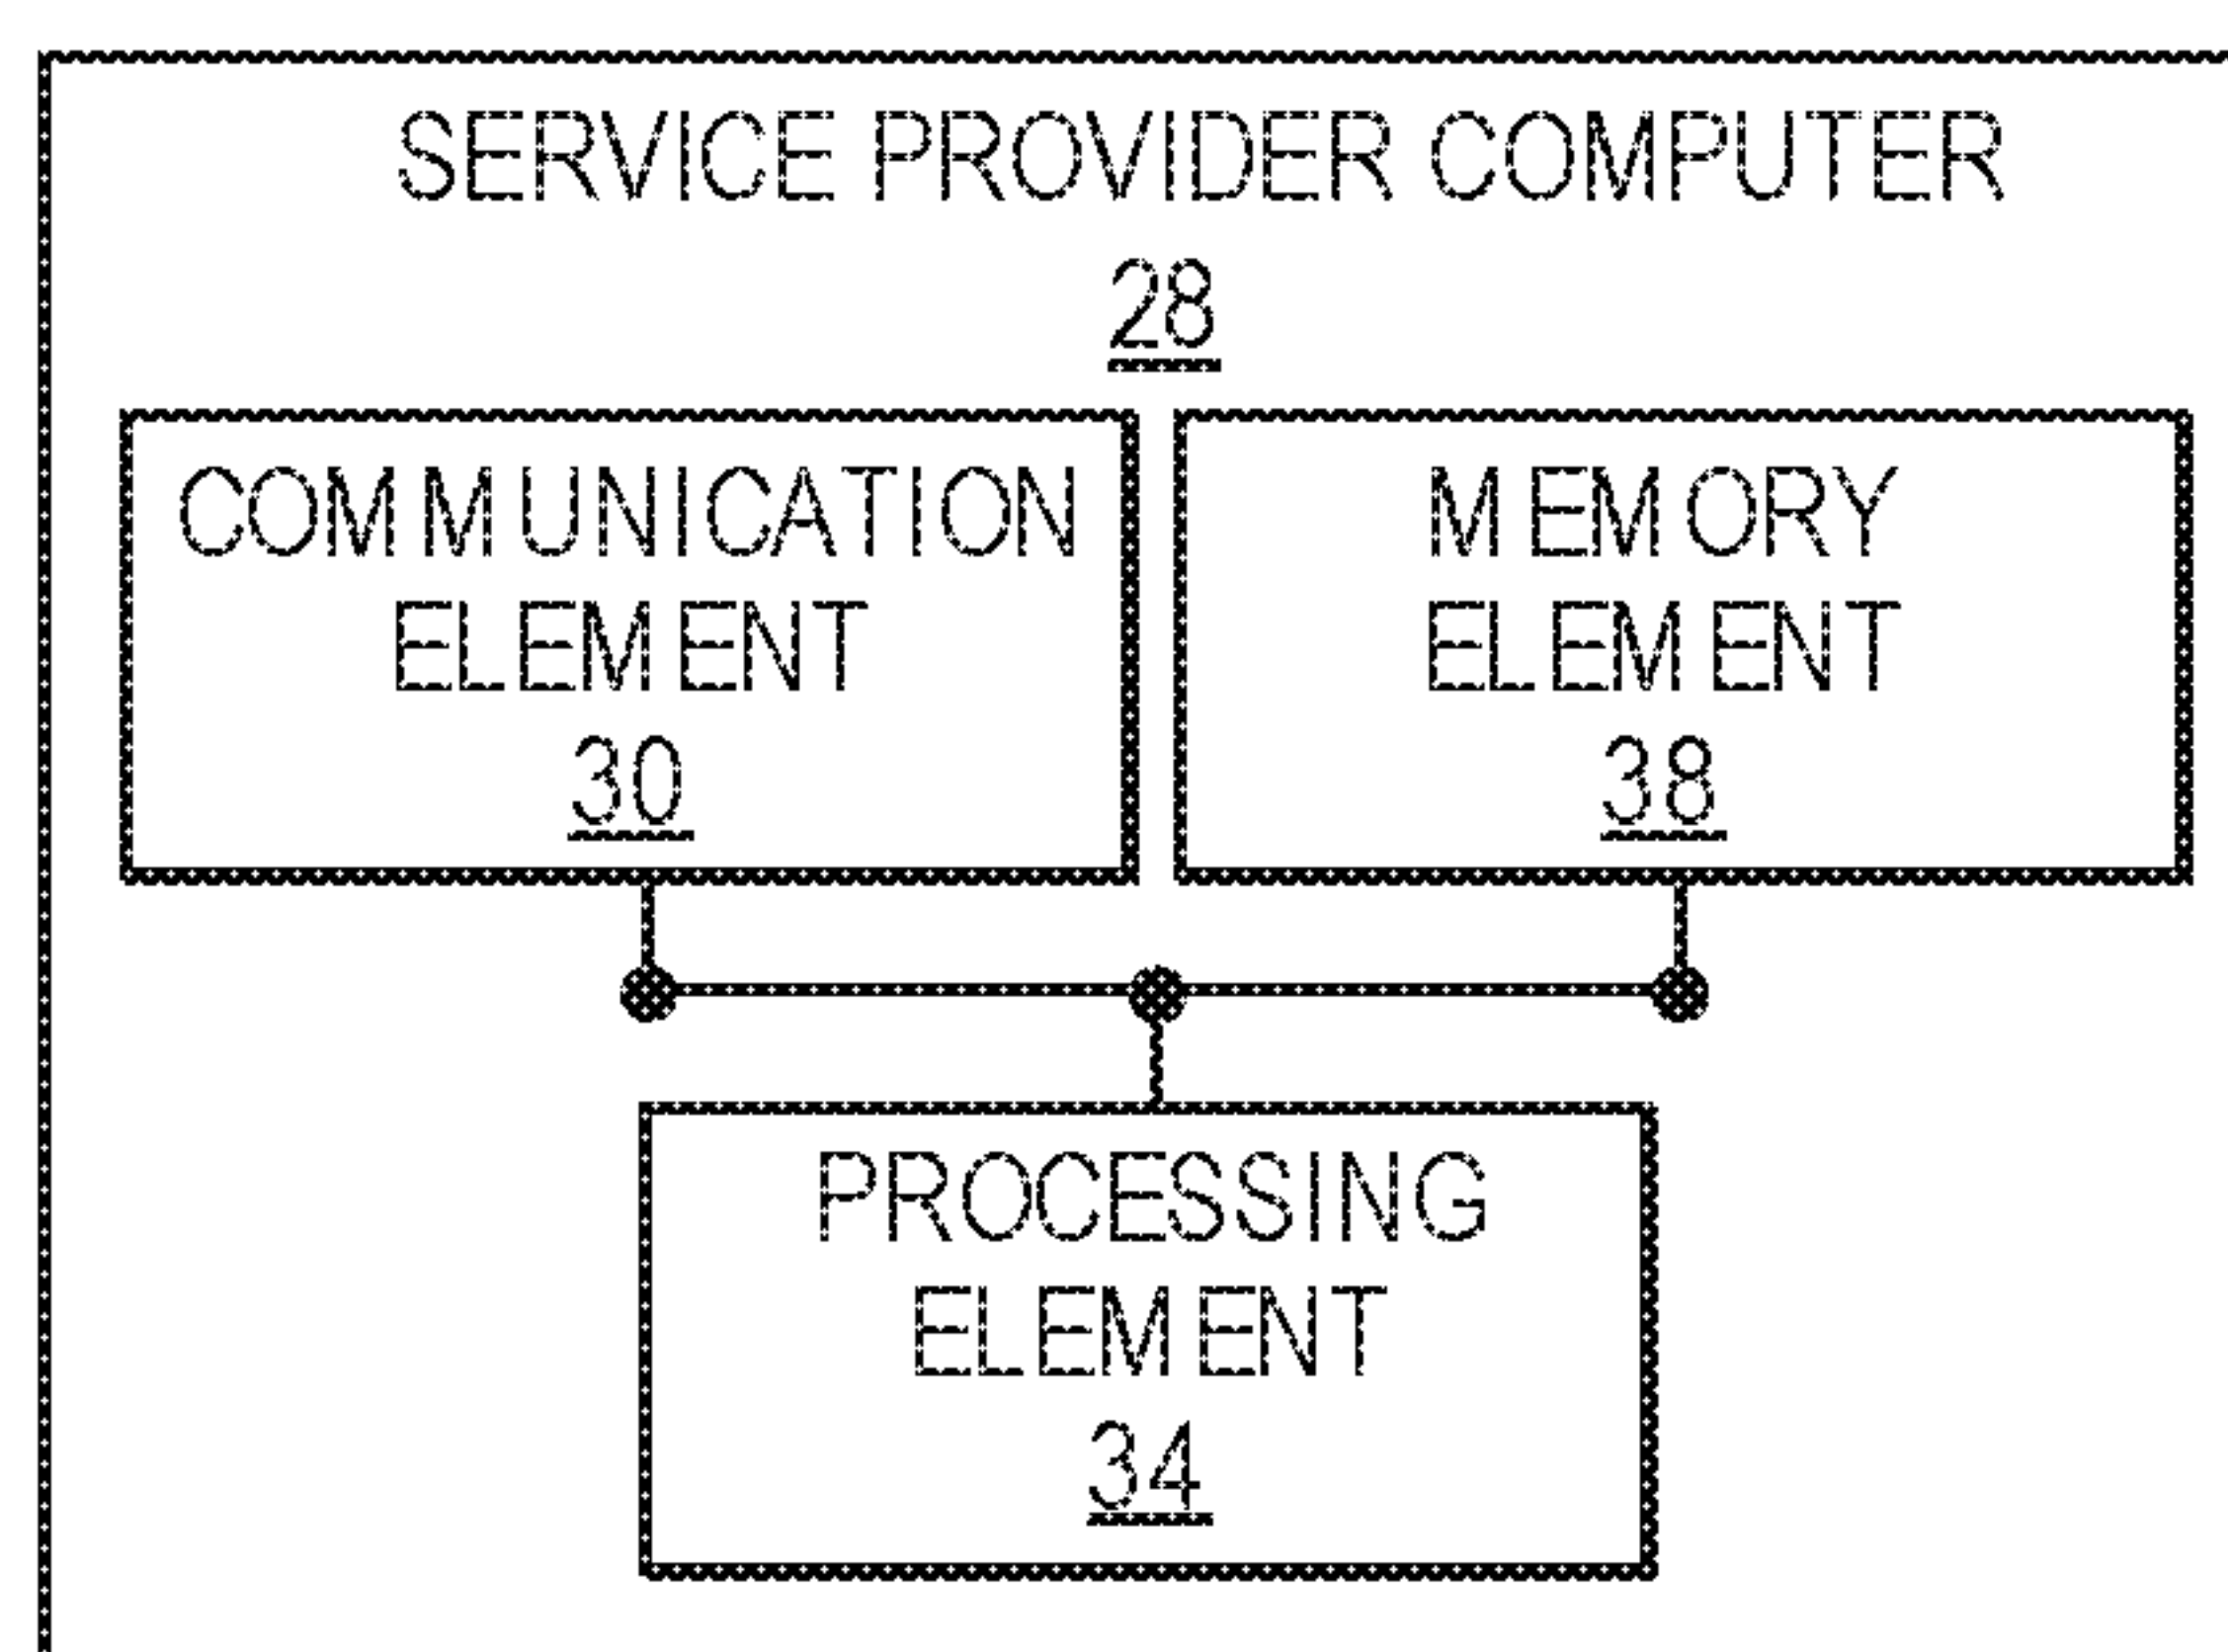 SERVICE PROVIDER COMPUTER
28
COMMUNICATION
ELEMENT
30
MEMORY
ELEMENT
38
PROCESSING
ELEMENT
34